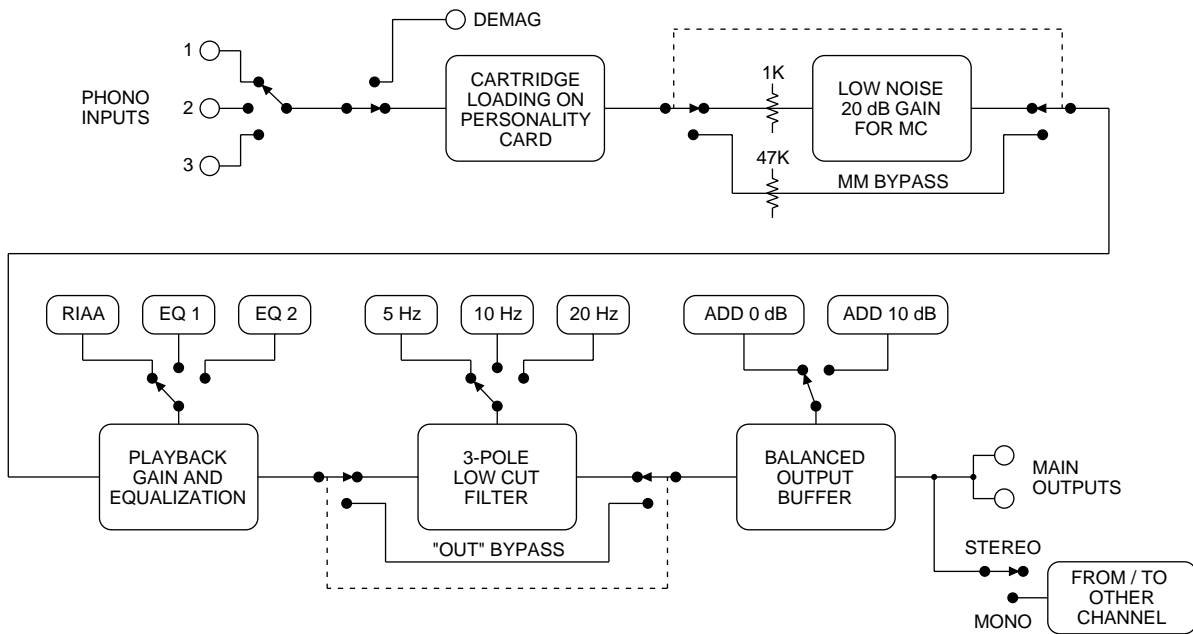 DEMAG
1
PHONO
INPUTS
2
3
CARTRIDGE
LOADING ON
PERSONALITY
CARD
1K
47K
LOW NOISE
20 dB GAIN
FOR MC
MM BYPASS
RIAA
EQ 1
EQ 2
5 Hz
10 Hz
20 Hz
ADD 0 dB
ADD 10 dB
PLAYBACK
GAIN AND
EQUALIZATION
3-POLE
LOW CUT
FILTER
"OUT" BYPASS
BALANCED
OUTPUT
BUFFER
MAIN
OUTPUTS
STEREO
MONO
FROM / TO
OTHER
CHANNEL